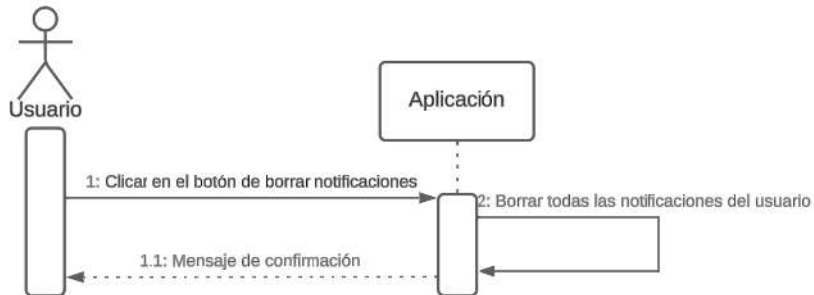 Usuario
Aplicación
1: Clicar en el botón de borrar notificaciones
2: Borrar todas las notificaciones del usuario
1.1: Mensaje de confirmación